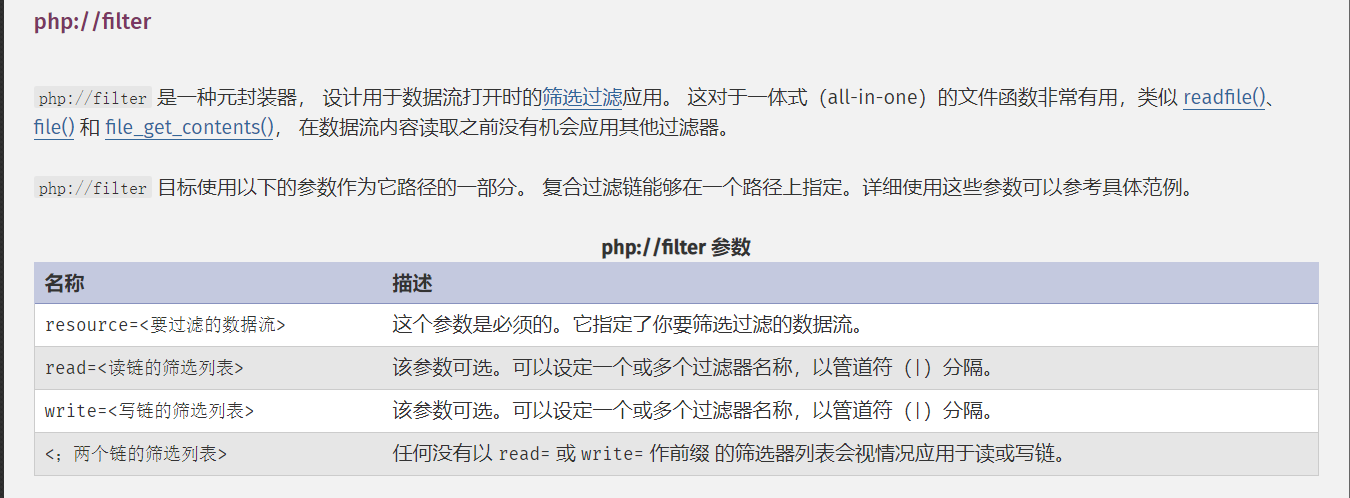 php://filter
php://filter 是一种元封装器， 设计用于数据流打开时的筛选过滤应用。 这对于一体式（all-in-one）的文件函数非常有用，类似 readfile()、
file() 和 file_get_contents()， 在数据流内容读取之前没有机会应用其他过滤器。
php://filter 目标使用以下的参数作为它路径的一部分。 复合过滤链能够在一个路径上指定。详细使用这些参数可以参考具体范例。
php://filter 参数
名称 描述
resource=<要过滤的数据流> 这个参数是必须的。它指定了你要筛选过滤的数据流。
read=<读链的筛选列表> 该参数可选。可以设定一个或多个过滤器名称，以管道符（|）分隔。
write=<写链的筛选列表> 该参数可选。可以设定一个或多个过滤器名称，以管道符（|）分隔。
<；两个链的筛选列表> 任何没有以 read= 或 write= 作前缀 的筛选器列表会视情况应用于读或写链。